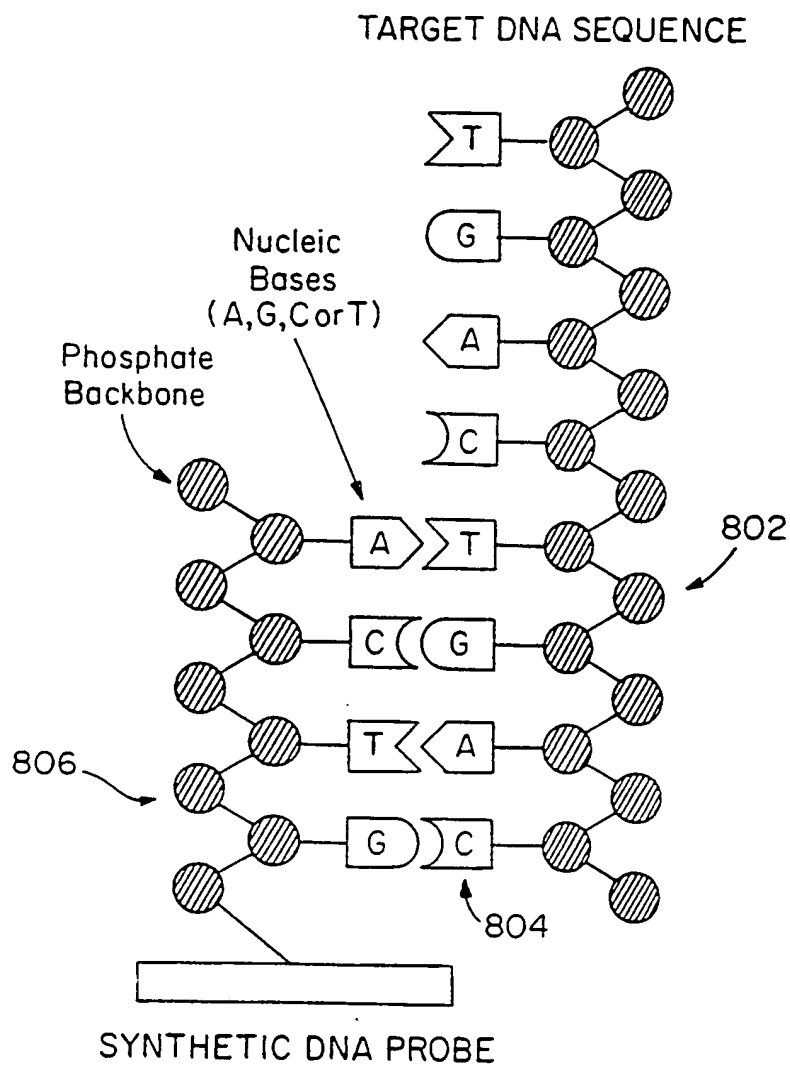 TARGET DNA SEQUENCE
T
G
Nucleic
Bases
(A,G,CorT)
A
Phosphate
Backbone
C
A T
802
C G
T A
806
G C
804
SYNTHETIC DNA PROBE